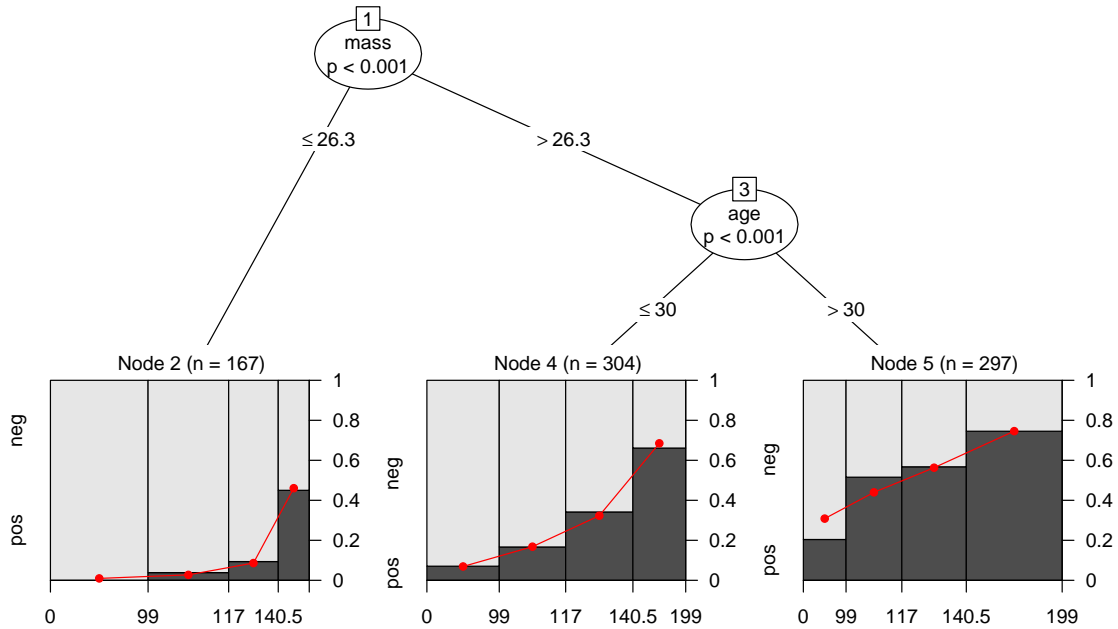 1
mass
p < 0.001
≤ 26.3
> 26.3
3
age
p < 0.001
≤ 30
> 30
Node 2 (n = 167)
neg
pos
1
0.8
0.6
0.4
0.2
0
0 99 117 140.5
Node 4 (n = 304)
neg
pos
1
0.8
0.6
0.4
0.2
0
0 99 117 140.5 199
Node 5 (n = 297)
neg
pos
1
0.8
0.6
0.4
0.2
0
0 99 117 140.5 199